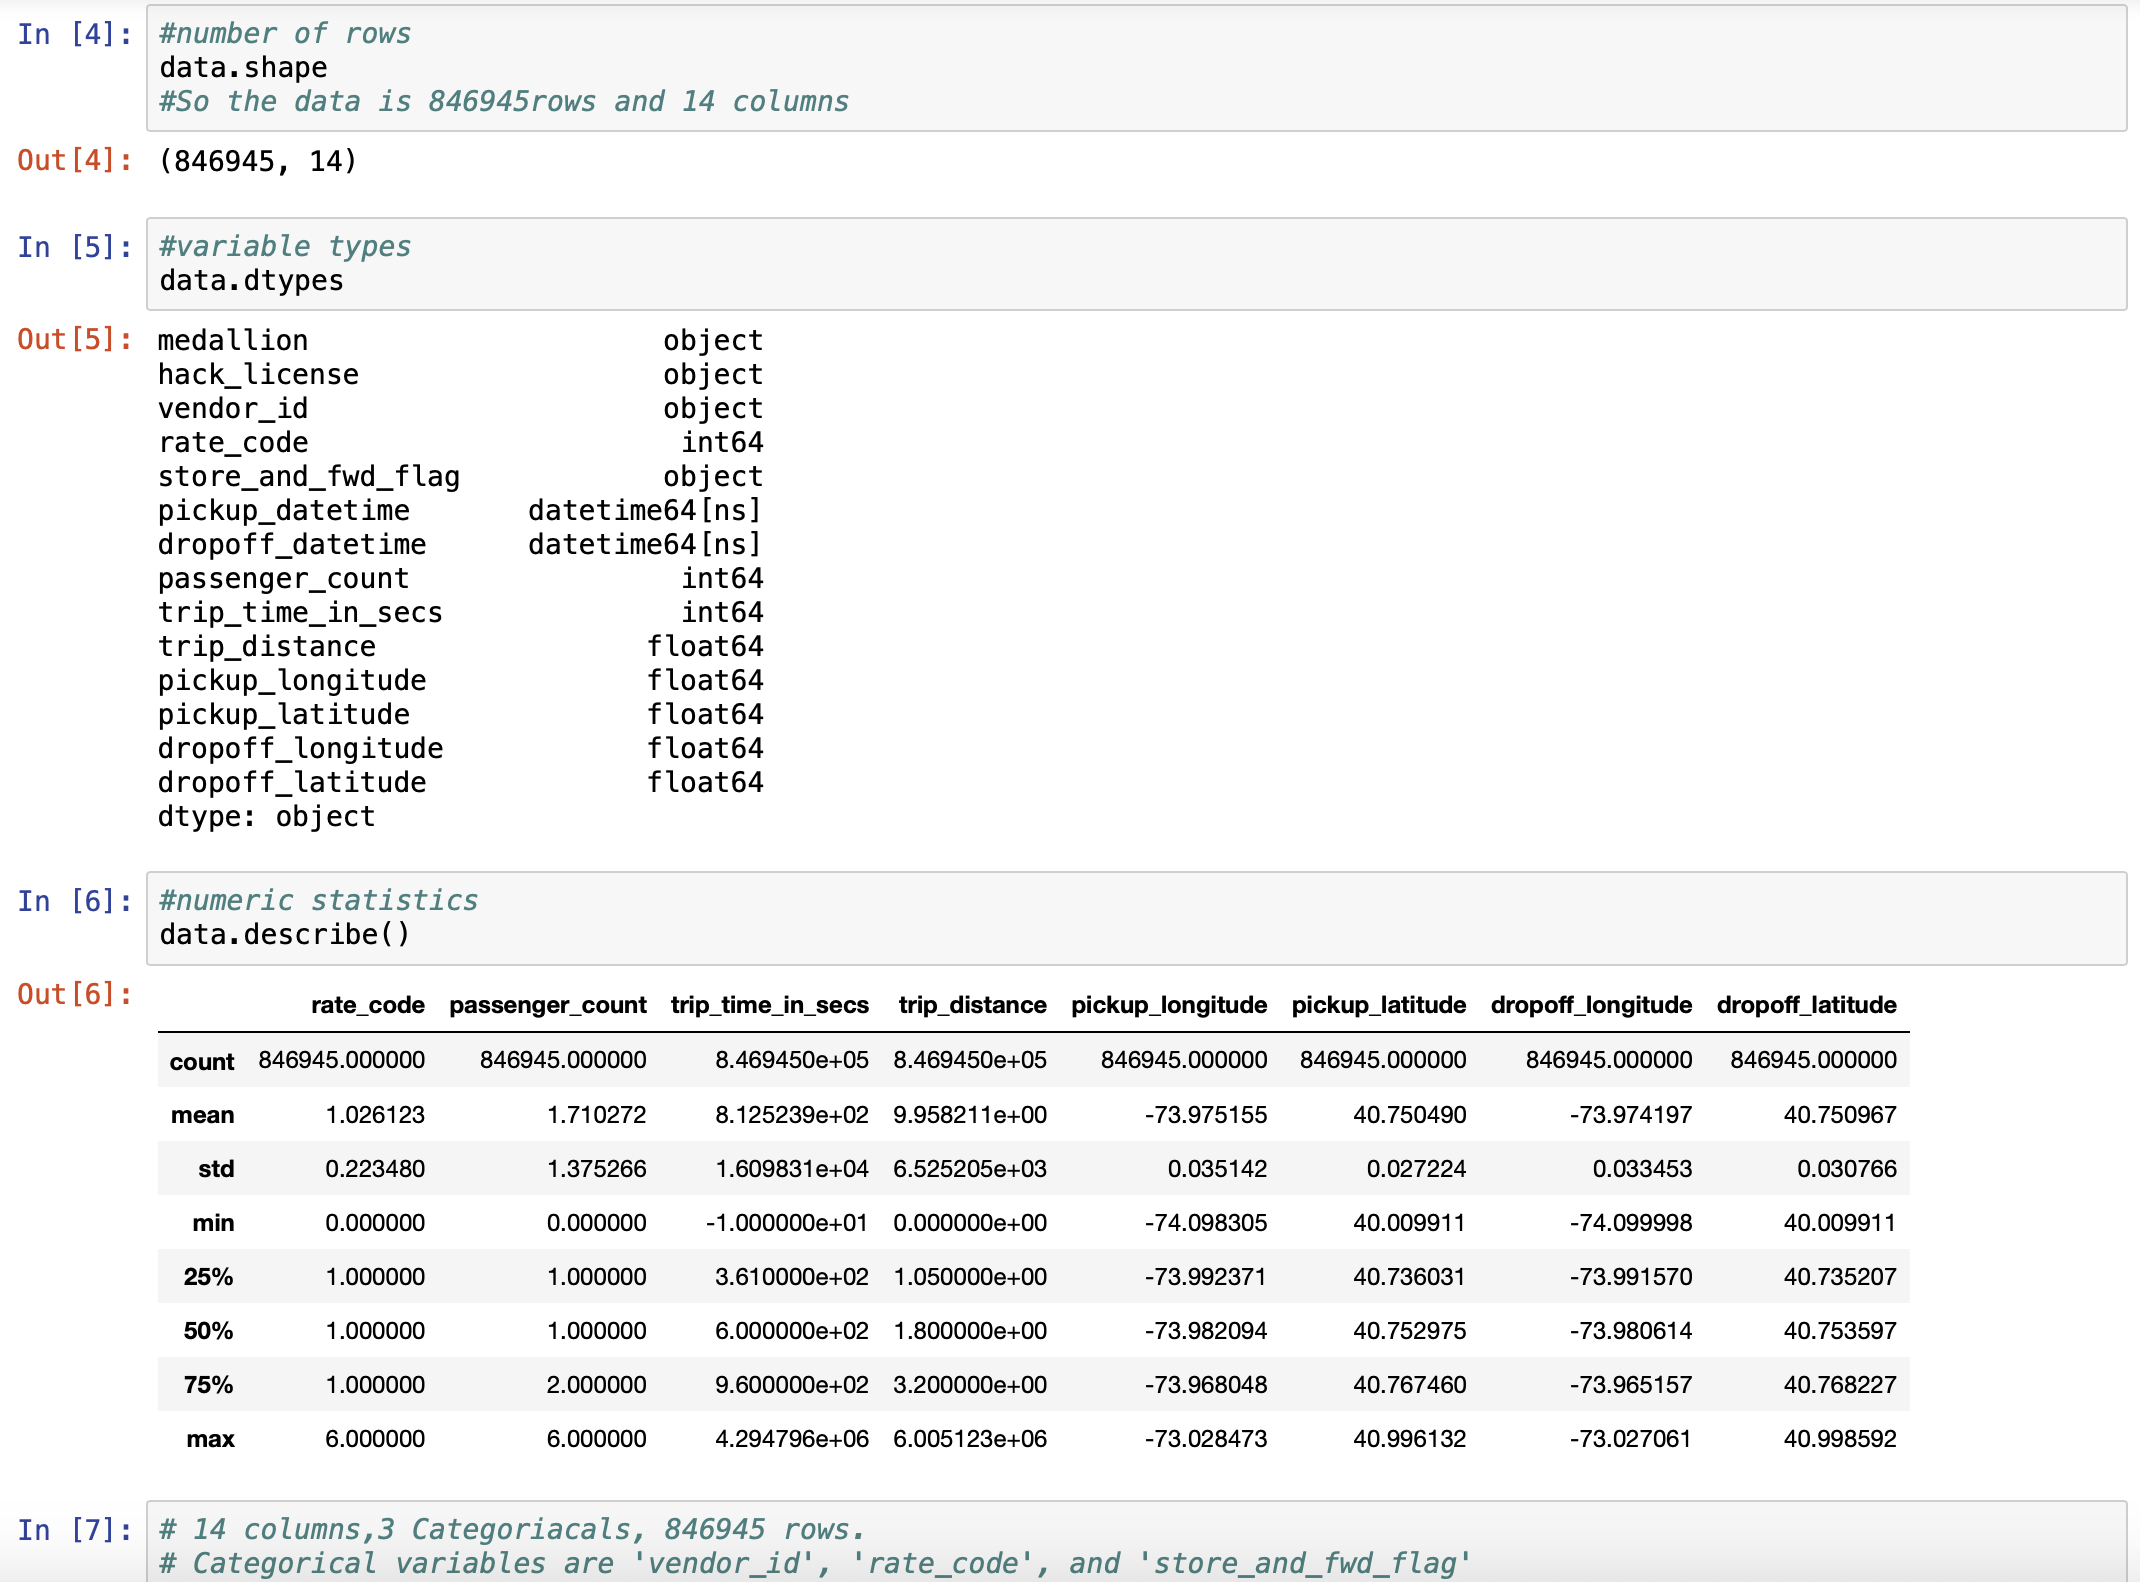 In [4]: #number of rows
data.shape
#So the data is 846945rows and 14 columns
Out[4]: (846945, 14)
In [5]: #variable types
data.dtypes
Out[5]: medallion object
hack_license object
vendor_id object
rate_code int64
store_and_fwd_flag object
pickup_datetime datetime64[ns]
dropoff_datetime datetime64[ns]
passenger_count int64
trip_time_in_secs int64
trip_distance float64
pickup_longitude float64
pickup_latitude float64
dropoff_longitude float64
dropoff_latitude float64
dtype: object
In [6]: #numeric statistics
data.describe()
Out[6]:
rate_code passenger_count trip_time_in_secs trip_distance pickup_longitude pickup_latitude dropoff_longitude dropoff_latitude
count 846945.000000 846945.000000 8.469450e+05 8.469450e+05 846945.000000 846945.000000 846945.000000 846945.000000
mean 1.026123 1.710272 8.125239e+02 9.958211e+00 -73.975155 40.750490 -73.974197 40.750967
std 0.223480 1.375266 1.609831e+04 6.525205e+03 0.035142 0.027224 0.033453 0.030766
min 0.000000 0.000000 -1.000000e+01 0.000000e+00 -74.098305 40.009911 -74.099998 40.009911
25% 1.000000 1.000000 3.610000e+02 1.050000e+00 -73.992371 40.736031 -73.991570 40.735207
50% 1.000000 1.000000 6.000000e+02 1.800000e+00 -73.982094 40.752975 -73.980614 40.753597
75% 1.000000 2.000000 9.600000e+02 3.200000e+00 -73.968048 40.767460 -73.965157 40.768227
max 6.000000 6.000000 4.294796e+06 6.005123e+06 -73.028473 40.996132 -73.027061 40.998592
In [7]: # 14 columns,3 Categoriacals, 846945 rows.
# Categorical variables are 'vendor_id', 'rate_code', and 'store_and_fwd_flag'